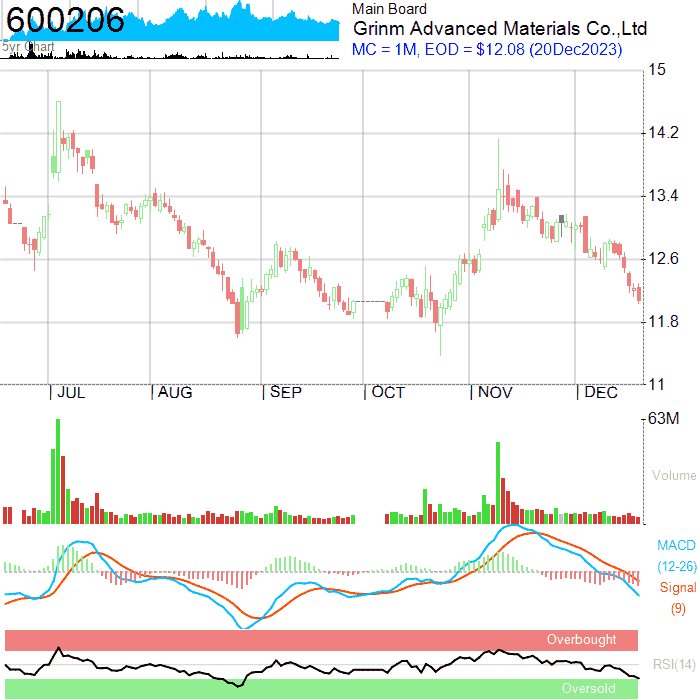 600206
5yr Chart
Main Board
Grinm Advanced Materials Co.,Ltd
MC = 1M, EOD = $12.08 (20Dec2023)
15
14.2
13.4
12.6
11.8
11
JUL AUG SEP OCT NOV DEC
63M
Volume
MACD
(12-26)
Signal
(9)
Overbought
RSI(14)
Oversold